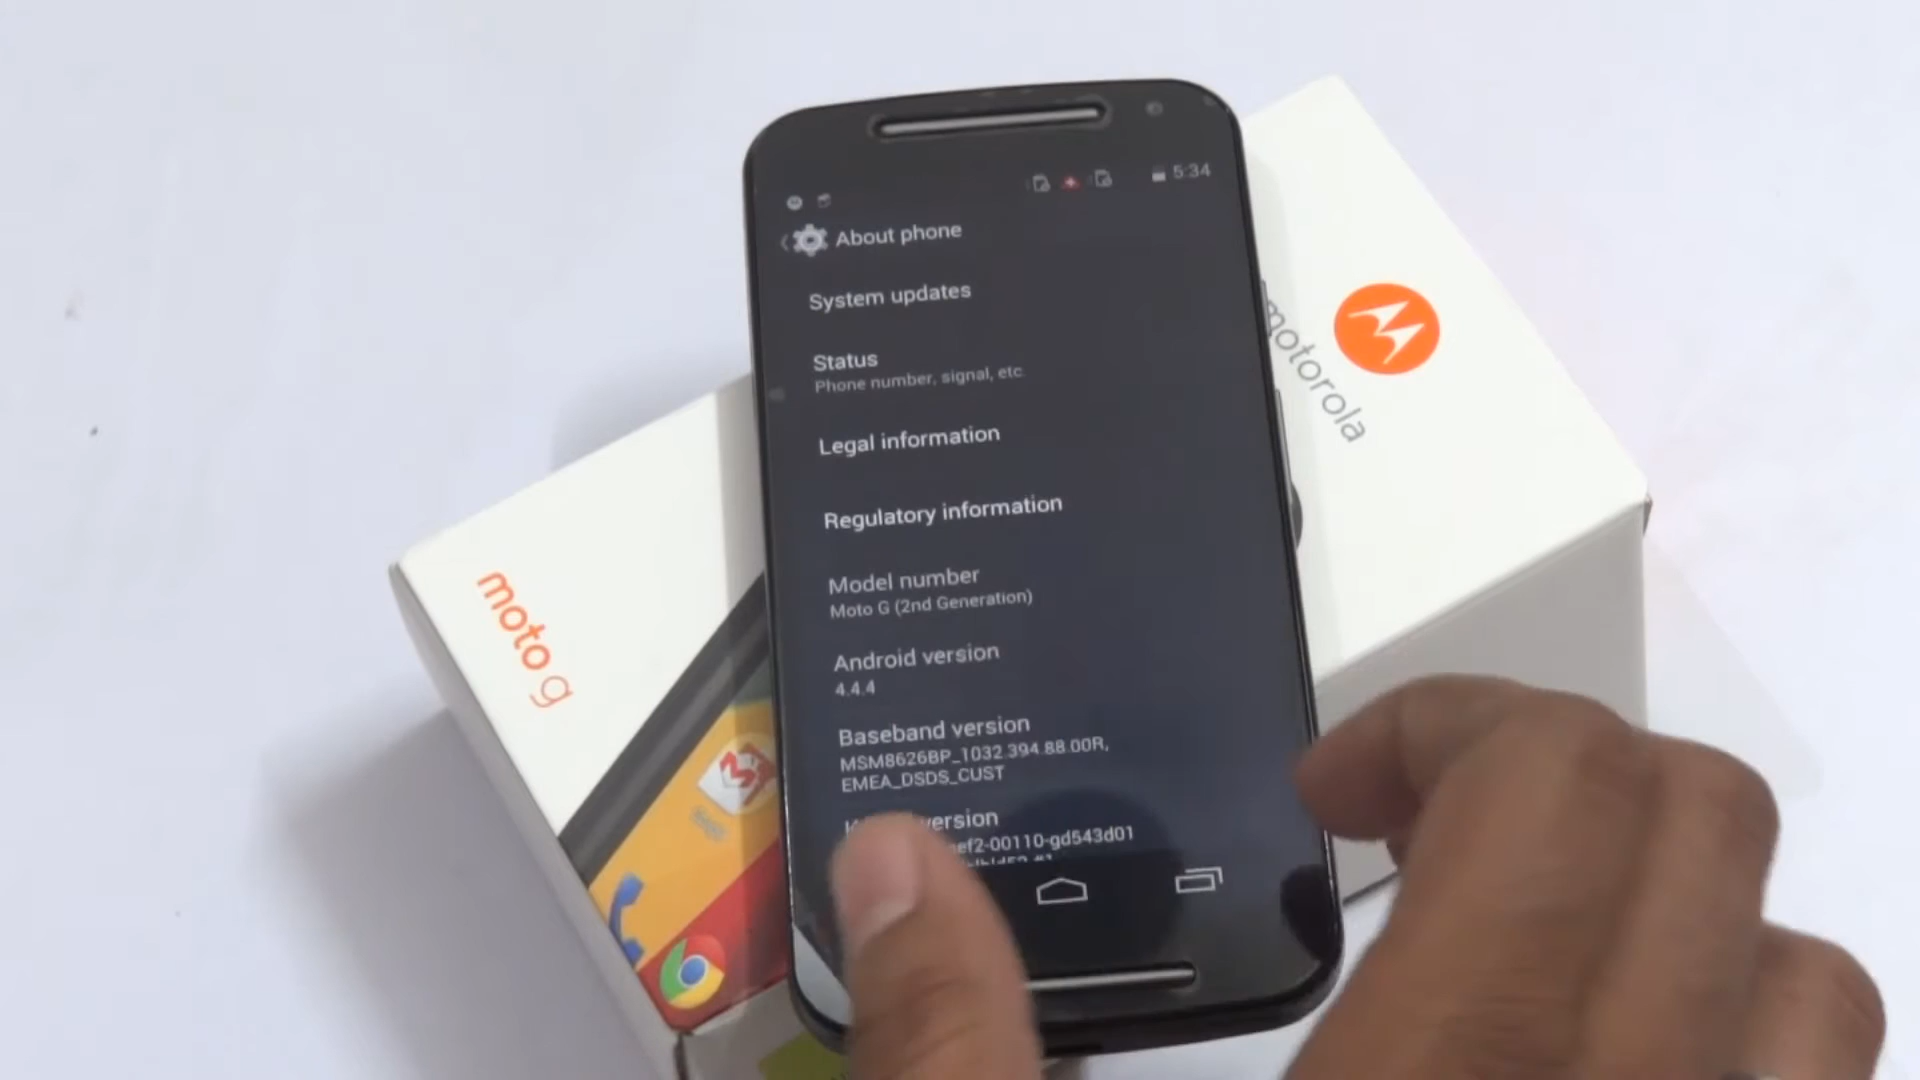 5:34
About phone
System updates
Status
Phone number, signal, etc.
Legal information
Regulatory information
Model number
Moto G (2nd Generation)
Android version
4.4.4
Baseband version
MSM8626BP_1032.394.88.00R,
EMEA_DSDS_CUST
version
ef2-00110-gd543d01
motorola
moto g